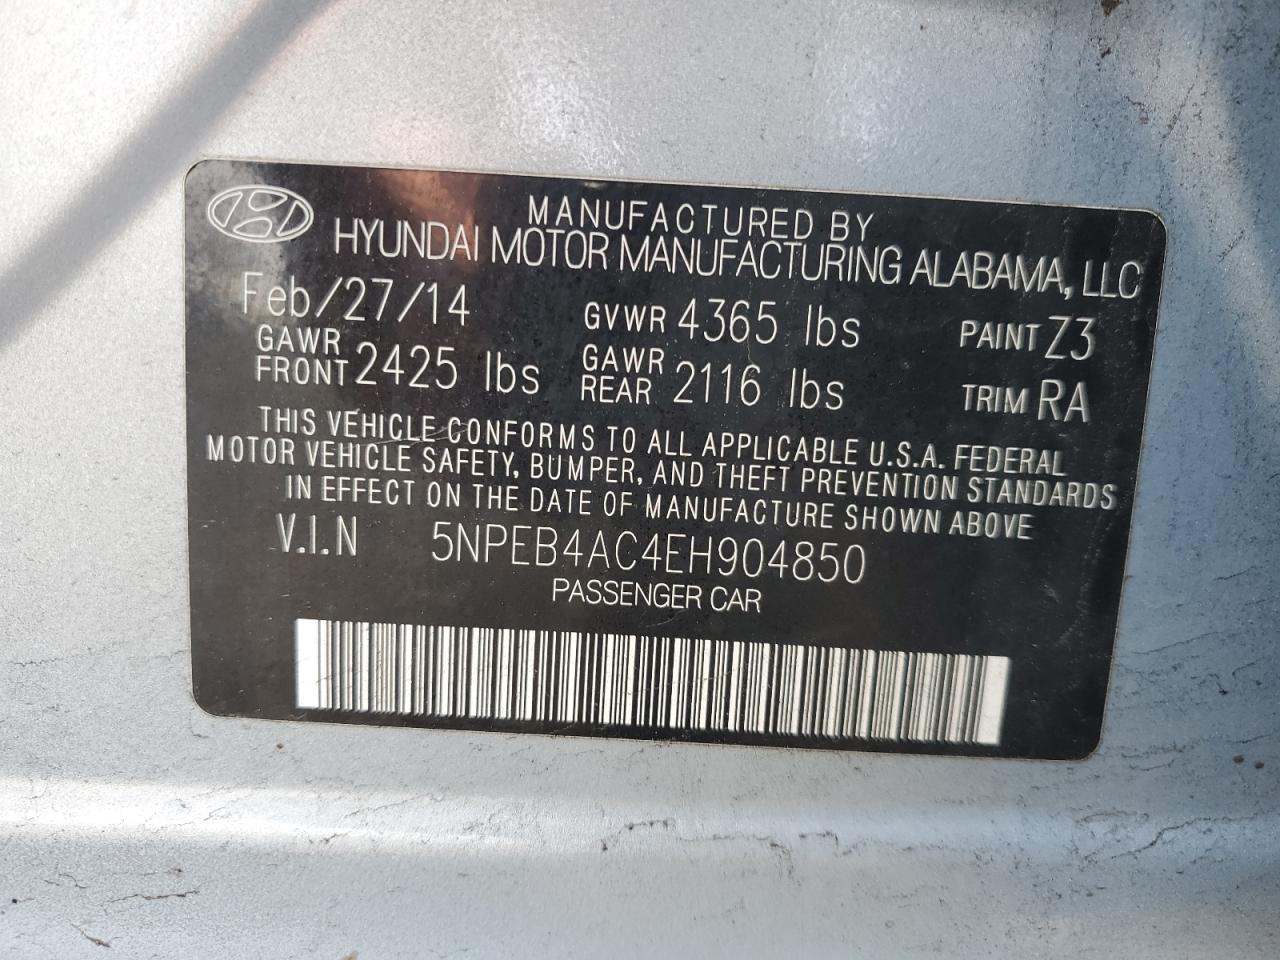 MANUFACTURED BY
HYUNDAI MOTOR MANUFACTURING ALABAMA, LLC
Feb/27/14 GVWR 4365 lbs PAINT Z3
GAWR FRONT 2425 lbs GAWR REAR 2116 lbs TRIM RA
THIS VEHICLE CONFORMS TO ALL APPLICABLE U.S.A. FEDERAL
MOTOR VEHICLE SAFETY, BUMPER, AND THEFT PREVENTION STANDARDS
IN EFFECT ON THE DATE OF MANUFACTURE SHOWN ABOVE
V.I.N 5NPEB4AC4EH904850
PASSENGER CAR